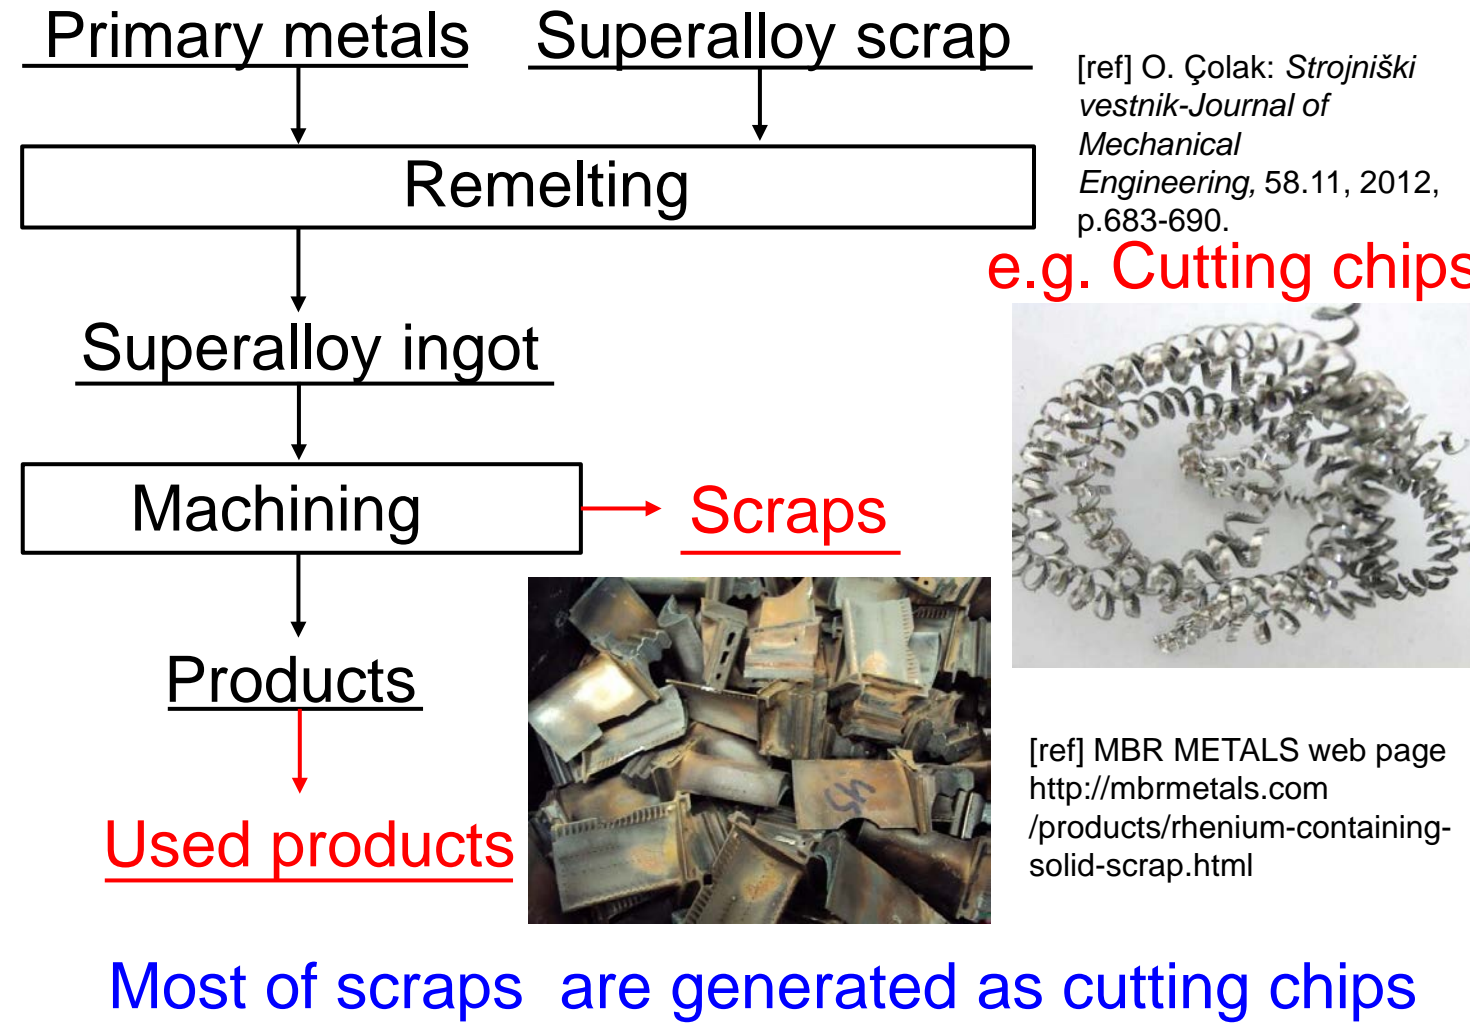 Primary metals
Superalloy scrap
[ref] O. Çolak: Strojniški
vestnik-Journal of
Mechanical
Engineering, 58.11, 2012,
p.683-690.
Remelting
e.g. Cutting chips
Superalloy ingot
Machining
Scraps
Products
[ref] MBR METALS web page
http://mbrmetals.com
/products/rhenium-containing-
solid-scrap.html
Used products
Most of scraps are generated as cutting chips